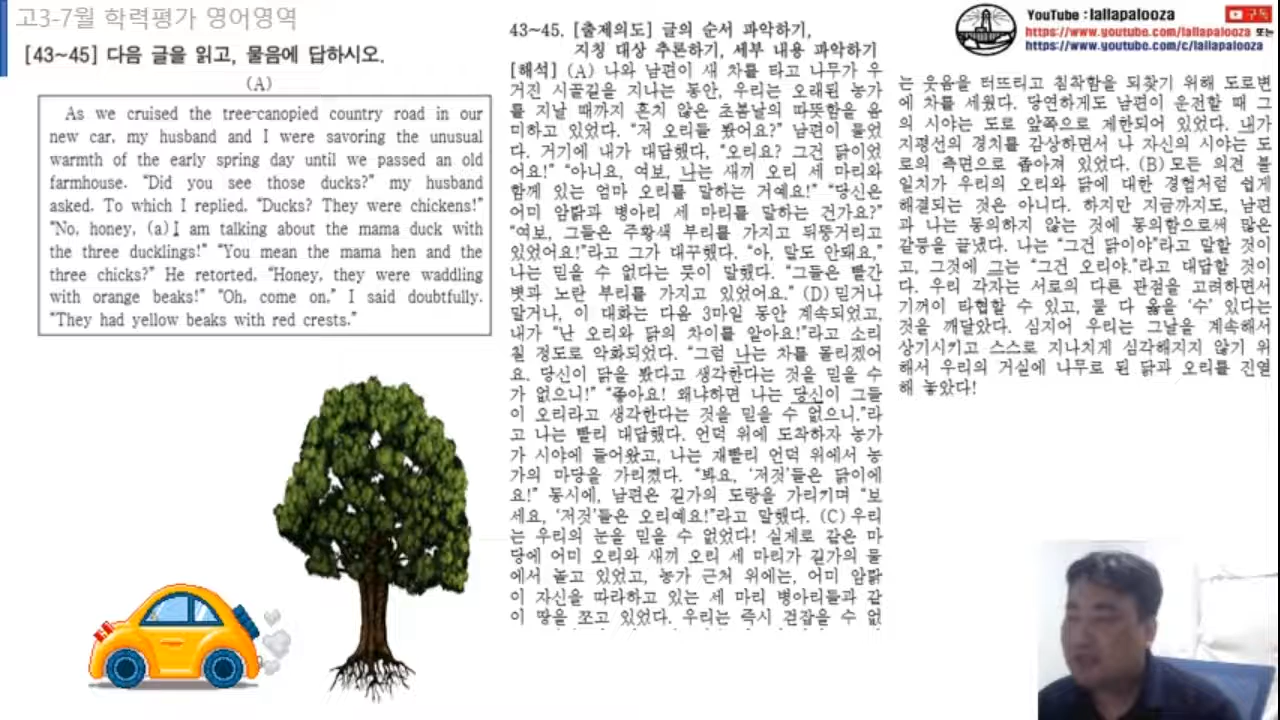 고3-7월 학력평가 영어영역
[43~45] 다음 글을 읽고, 물음에 답하시오.
(A)
As we cruised the tree-canopied country road in our
new car, my husband and I were savoring the unusual
warmth of the early spring day until we passed an old
farmhouse. "Did you see those ducks?" my husband
asked. To which I replied, "Ducks? They were chickens!"
"No, honey, (a) I am talking about the mama duck with
the three ducklings!" "You mean the mama hen and the
three chicks?" He retorted, "Honey, they were waddling
with orange beaks!" "Oh, come on," I said doubtfully.
"They had yellow beaks with red crests."
43~45. [출제의도] 글의 순서 파악하기,
지칭 대상 추론하기, 세부 내용 파악하기
[해석] (A) 나와 남편이 새 차를 타고 나무가 우
거진 시골길을 지나는 동안, 우리는 오래된 농가
를 지날 때까지 흔치 않은 초봄날의 따뜻함을 음
미하고 있었다. "저 오리들 봤어요?" 남편이 물었
다. 거기에 내가 대답했다, "오리요? 그건 닭이었
어요!" "아니요, 여보, 나는 새끼 오리 세 마리와
함께 있는 엄마 오리를 말하는 거예요!" "당신은
어미 암탉과 병아리 세 마리를 말하는 건가요?"
"여보, 그들은 주황색 부리를 가지고 뒤뚱거리고
있었어요!"라고 그가 대꾸했다. "아, 말도 안돼요,"
나는 믿을 수 없다는 듯이 말했다. "그들은 빨간
볏과 노란 부리를 가지고 있었어요." (D) 믿거나
말거나, 이 대화는 다음 3마일 동안 계속되었고,
내가 "난 오리와 닭의 차이를 알아요!"라고 소리
칠 정도로 악화되었다. "그럼 나는 차를 돌리겠어
요. 당신이 닭을 봤다고 생각한다는 것을 믿을 수
가 없으니!" "좋아요! 왜냐하면 나는 당신이 그들
이 오리라고 생각한다는 것을 믿을 수 없으니."라
고 나는 빨리 대답했다. 언덕 위에 도착하자 농가
가 시야에 들어왔고, 나는 재빨리 언덕 위에서 농
가의 마당을 가리켰다. "봐요, '저것'들은 닭이에
요!" 동시에, 남편은 길가의 도랑을 가리키며 "보
세요, '저것'들은 오리예요!"라고 말했다. (C) 우리
는 우리의 눈을 믿을 수 없었다! 실제로 같은 마
당에 어미 오리와 새끼 오리 세 마리가 길가의 물
에서 놀고 있었고, 농가 근처 위에는, 어미 암탉
이 자신을 따라하고 있는 세 마리 병아리들과 같
이 땅을 쪼고 있었다. 우리는 즉시 걷잡을 수 없
YouTube : lallapalooza
구독
https://www.youtube.com/lallapalooza 또는
https://www.youtube.com/c/lallapalooza
는 웃음을 터뜨리고 침착함을 되찾기 위해 도로변
에 차를 세웠다. 당연하게도 남편이 운전할 때 그
의 시야는 도로 앞쪽으로 제한되어 있었다. 내가
지평선의 경치를 감상하면서 나 자신의 시야는 도
로의 측면으로 좁아져 있었다. (B) 모든 의견 불
일치가 우리의 오리와 닭에 대한 경험처럼 쉽게
해결되는 것은 아니다. 하지만 지금까지도, 남편
과 나는 동의하지 않는 것에 동의함으로써 많은
갈등을 끝냈다. 나는 "그건 닭이야"라고 말할 것이
고, 그것에 그는 "그건 오리야."라고 대답할 것이
다. 우리 각자는 서로의 다른 관점을 고려하면서
기꺼이 타협할 수 있고, 둘 다 옳을 '수' 있다는
것을 깨달았다. 심지어 우리는 그날을 계속해서
상기시키고 스스로 지나치게 심각해지지 않기 위
해서 우리의 거실에 나무로 된 닭과 오리를 진열
해 놓았다!